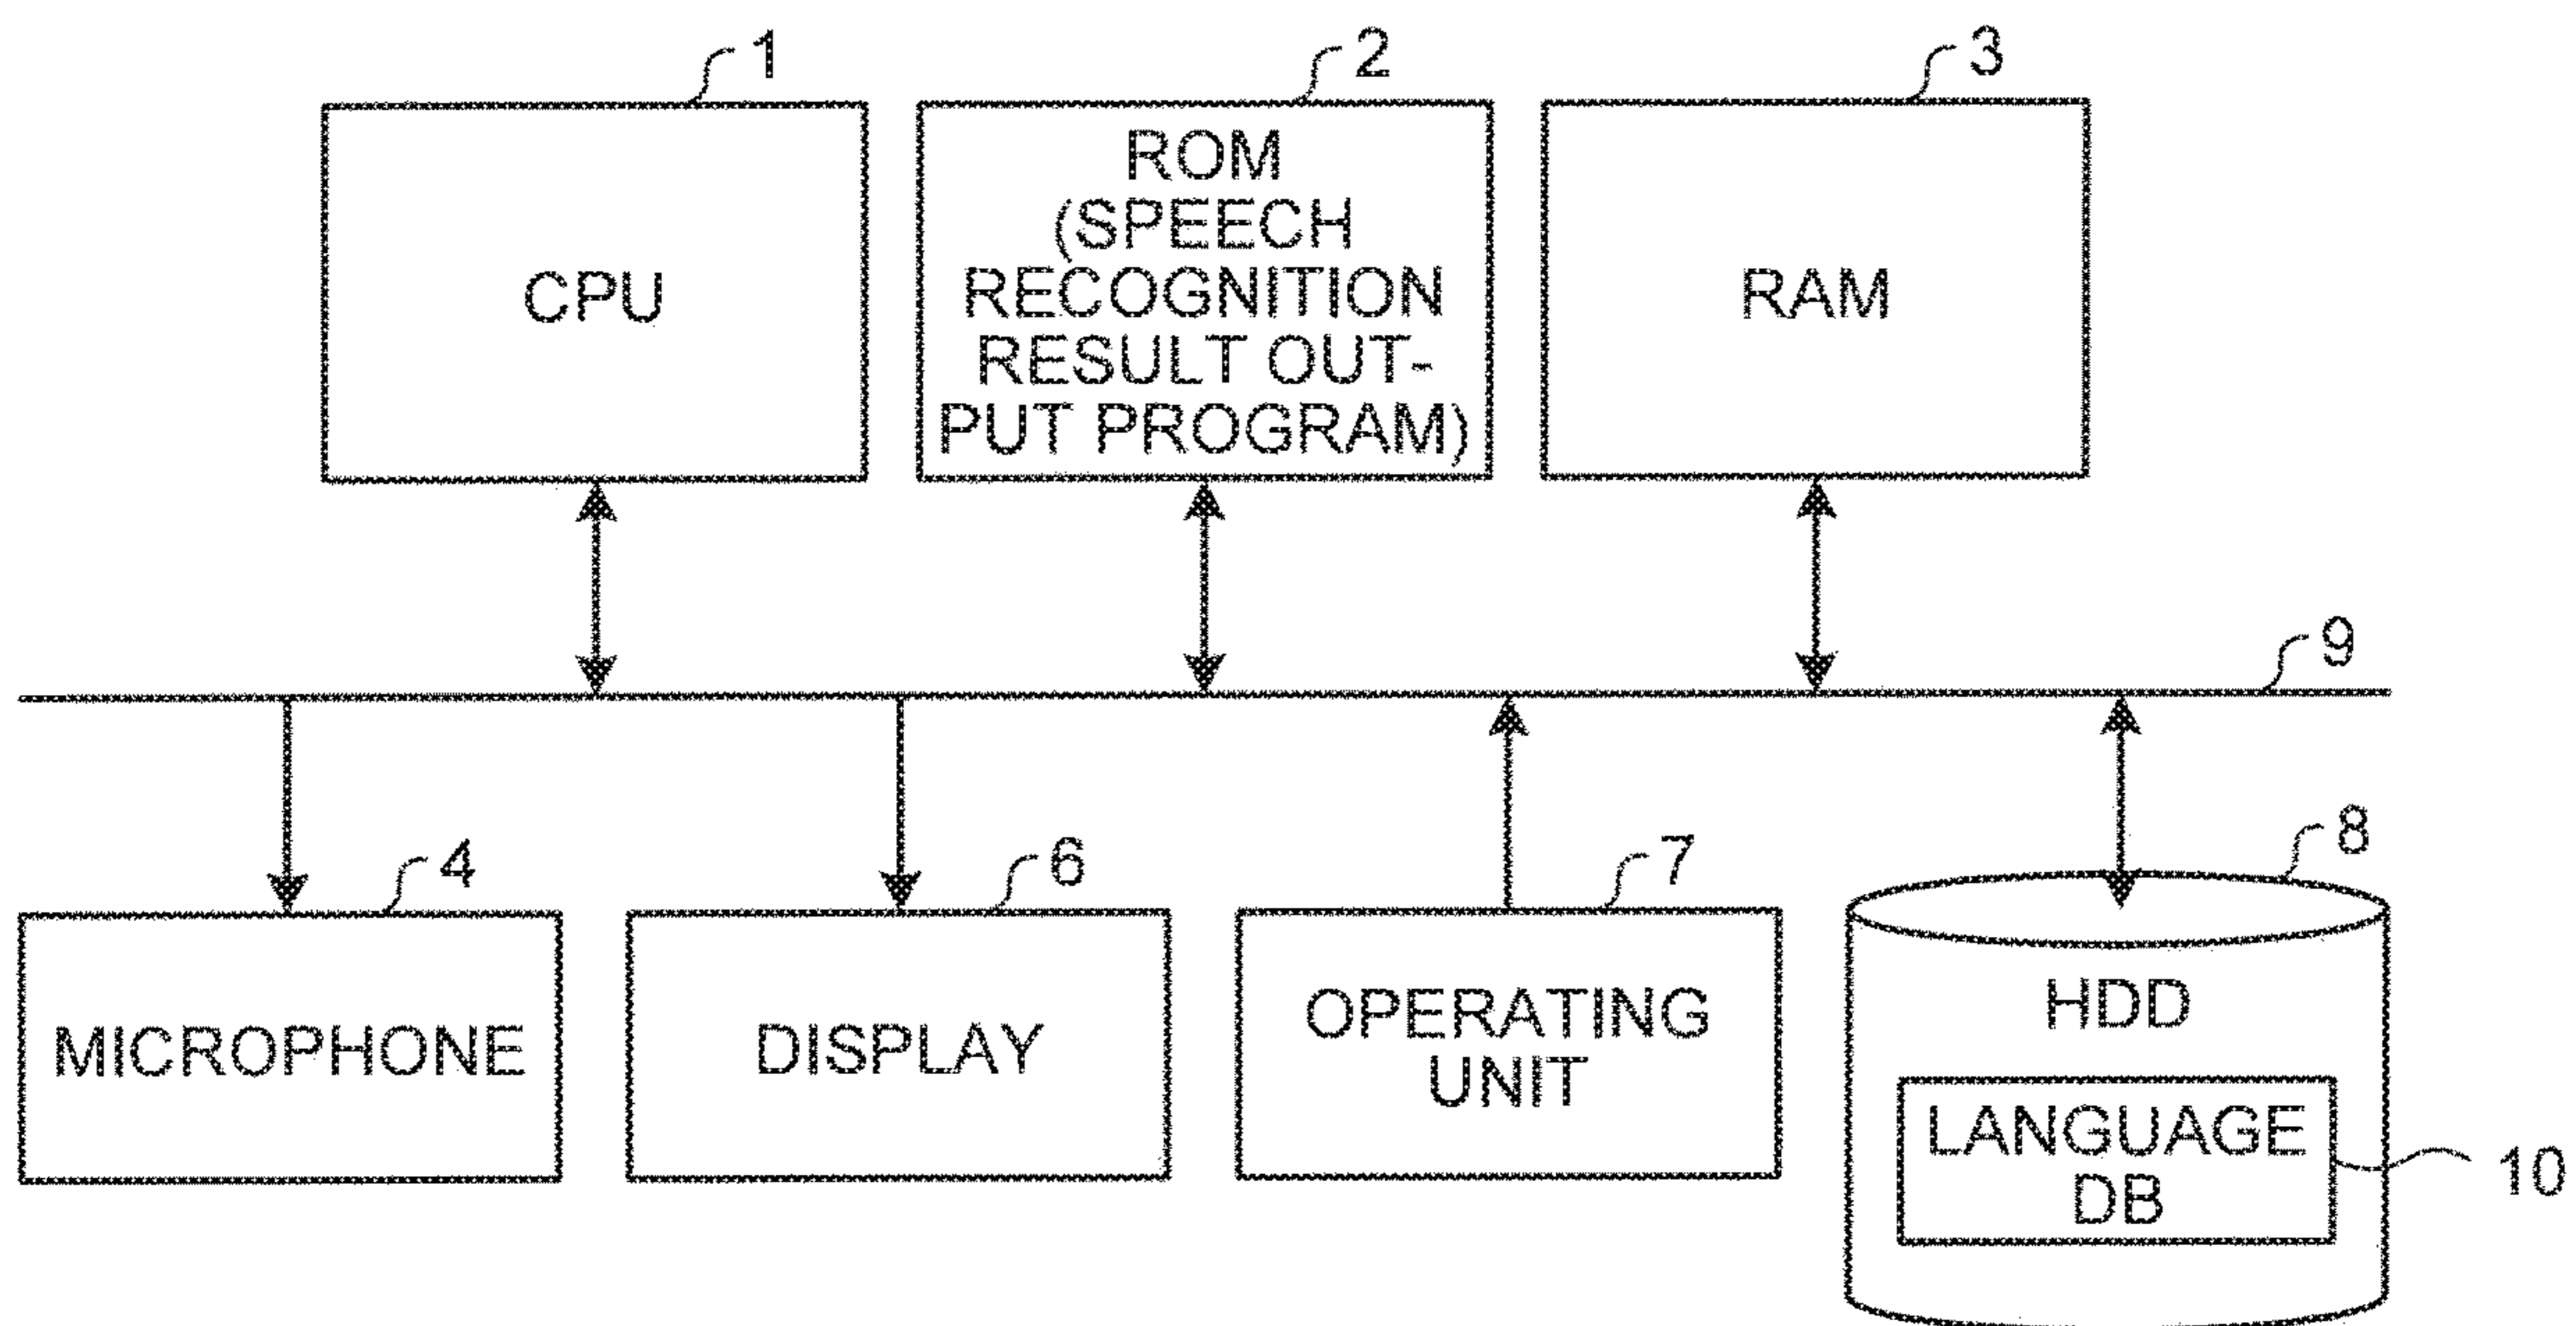 1
2
3
CPU
ROM
(SPEECH
RECOGNITION
RESULT OUT-
PUT PROGRAM)
RAM
9
4
6
7
8
MICROPHONE
DISPLAY
OPERATING
UNIT
HDD
LANGUAGE
DB
10